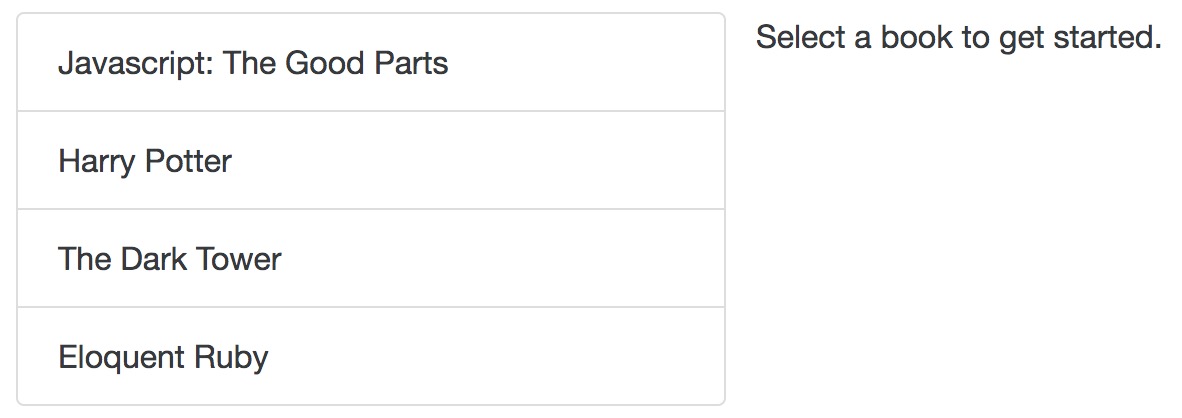 Javascript: The Good Parts
Harry Potter
The Dark Tower
Eloquent Ruby
Select a book to get started.